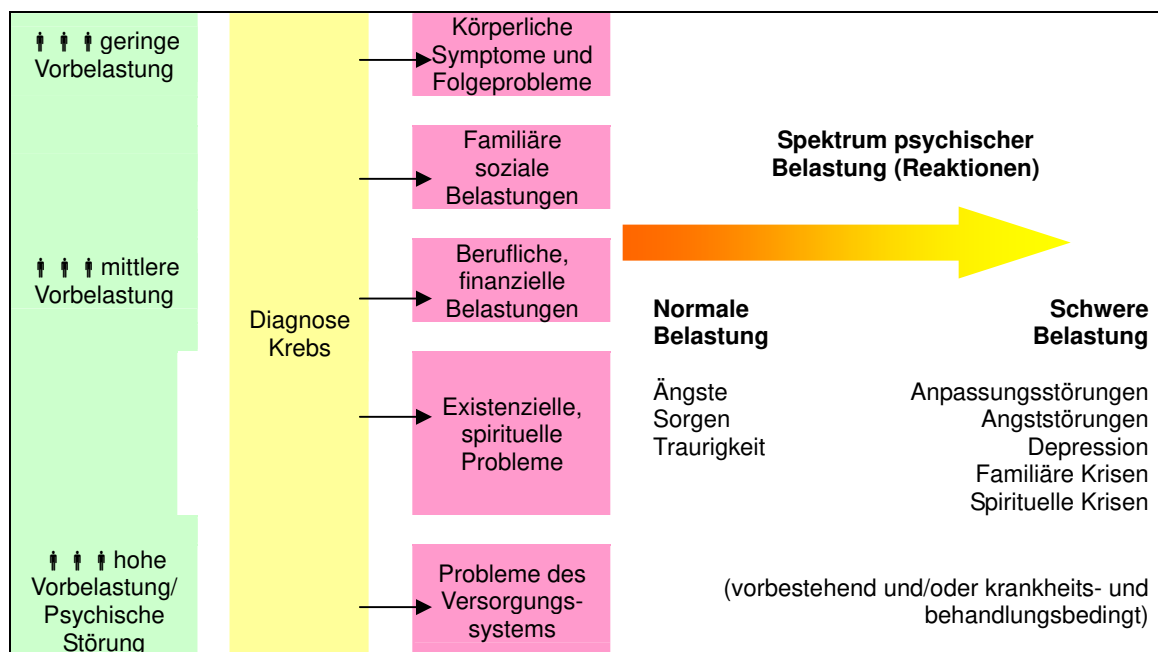 geringe
Vorbelastung
mittlere
Vorbelastung
hohe
Vorbelastung/
Psychische
Störung
Diagnose
Krebs
Körperliche
Symptome und
Folgeprobleme
Familiäre
soziale
Belastungen
Berufliche,
finanzielle
Belastungen
Existenzielle,
spirituelle
Probleme
Probleme des
Versorgungs-
systems
Spektrum psychischer
Belastung (Reaktionen)
Normale
Belastung
Ängste
Sorgen
Traurigkeit
Schwere
Belastung
Anpassungsstörungen
Angststörungen
Depression
Familiäre Krisen
Spirituelle Krisen
(vorbestehend und/oder krankheits- und
behandlungsbedingt)